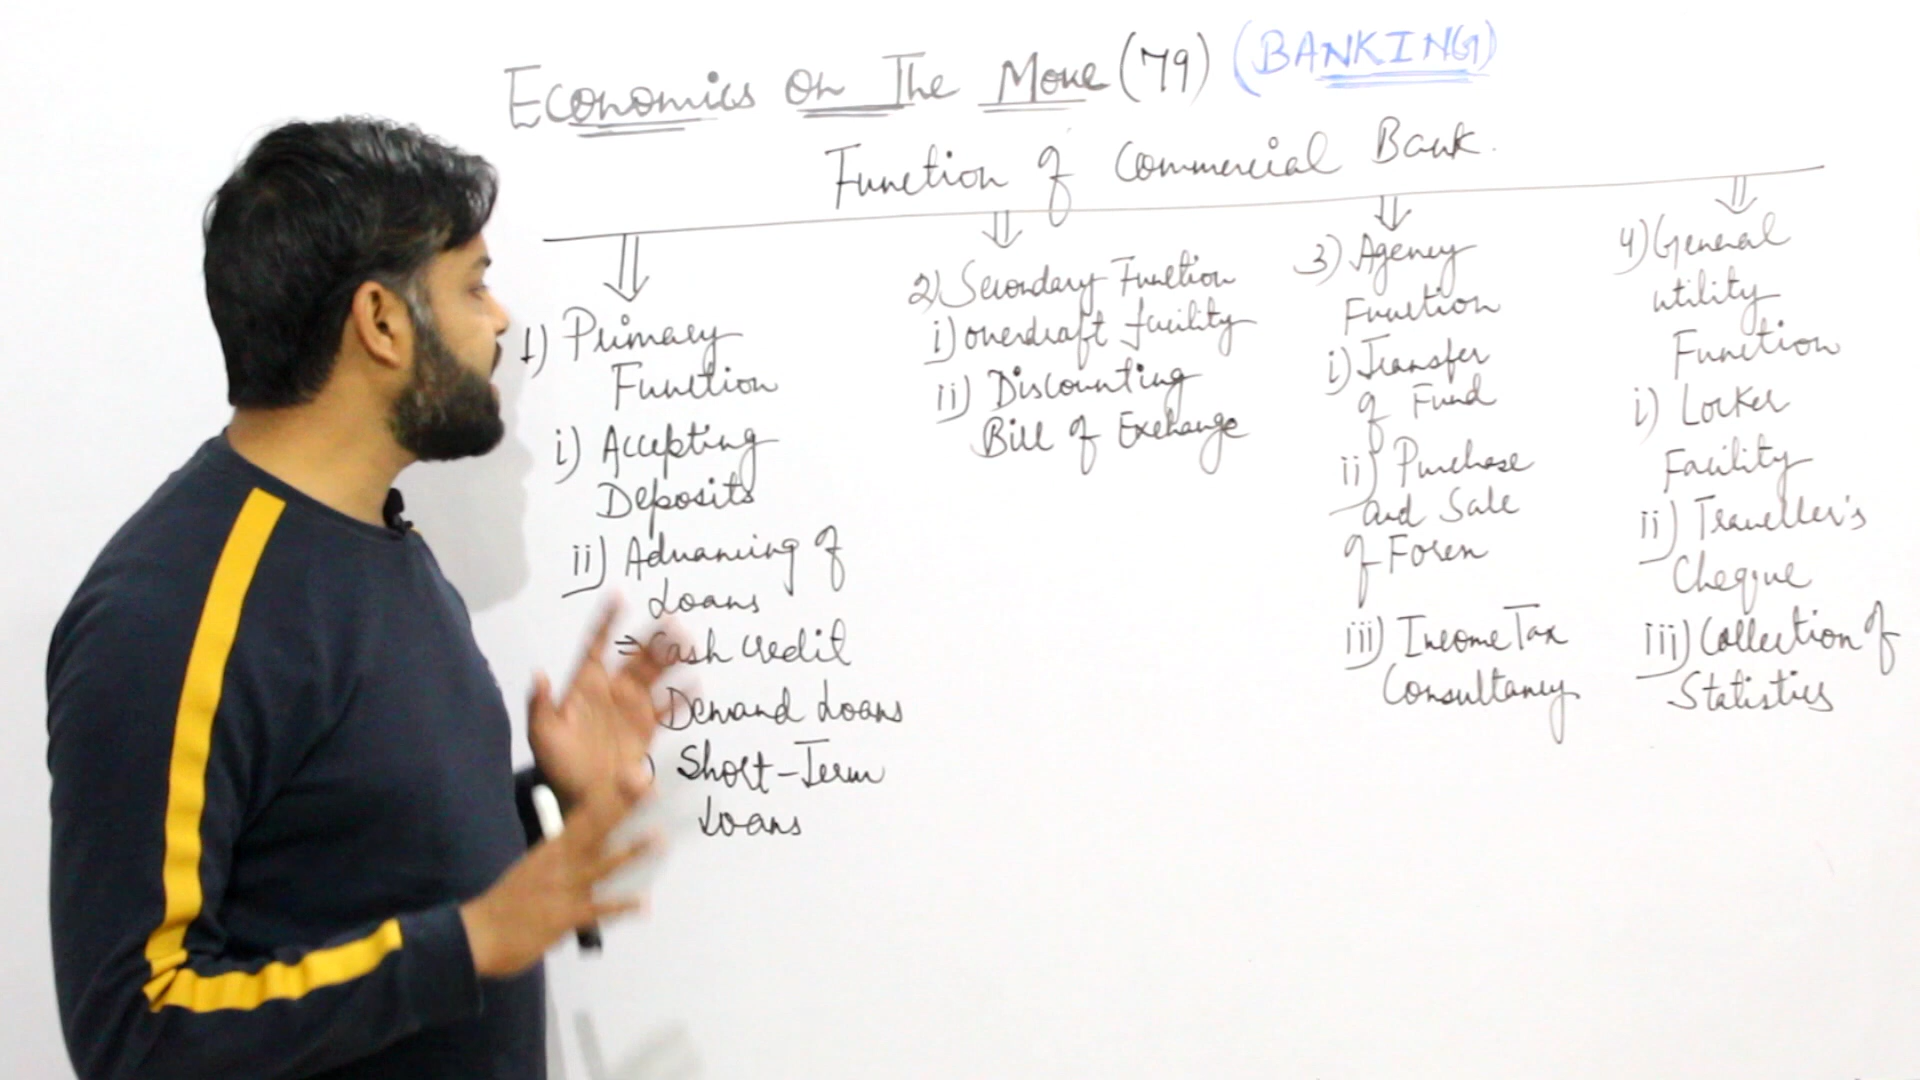 Economics On The Move (79) (BANKING)
Function of Commercial Bank.
1) Primary
Function
i) Accepting
Deposits
ii) Advancing of
Loans
⇒ Cash Credit
Demand Loans
) Short-Term
Loans
2) Secondary Function
i) overdraft facility
ii) Discounting
Bill of Exchange
3) Agency
Function
i) Transfer
of Fund
ii) Purchase
and Sale
of Forex
iii) Income Tax
Consultancy
4) General
utility
Function
i) Locker
Facility
ii) Traveller's
Cheque
iii) Collection of
Statistics